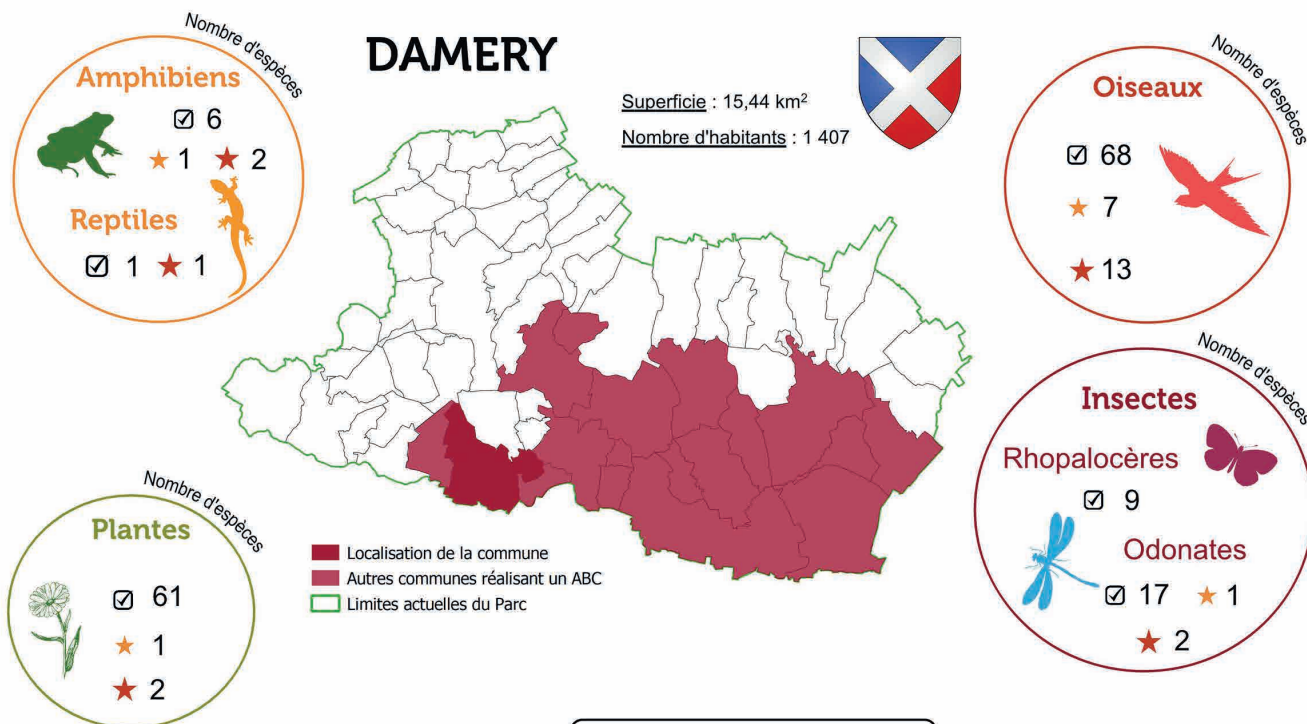 DAMERY
Superficie : 15,44 km²
Nombre d'habitants : 1 407
Nombre d'espèces
Amphibiens
☑ 6
★ 1 ★ 2
Reptiles
☑ 1 ★ 1
Nombre d'espèces
Oiseaux
☑ 68
★ 7
★ 13
Nombre d'espèces
Insectes
Rhopalocères
☑ 9
Odonates
☑ 17 ★ 1
★ 2
Nombre d'espèces
Plantes
☑ 61
★ 1
★ 2
Localisation de la commune
Autres communes réalisant un ABC
Limites actuelles du Parc